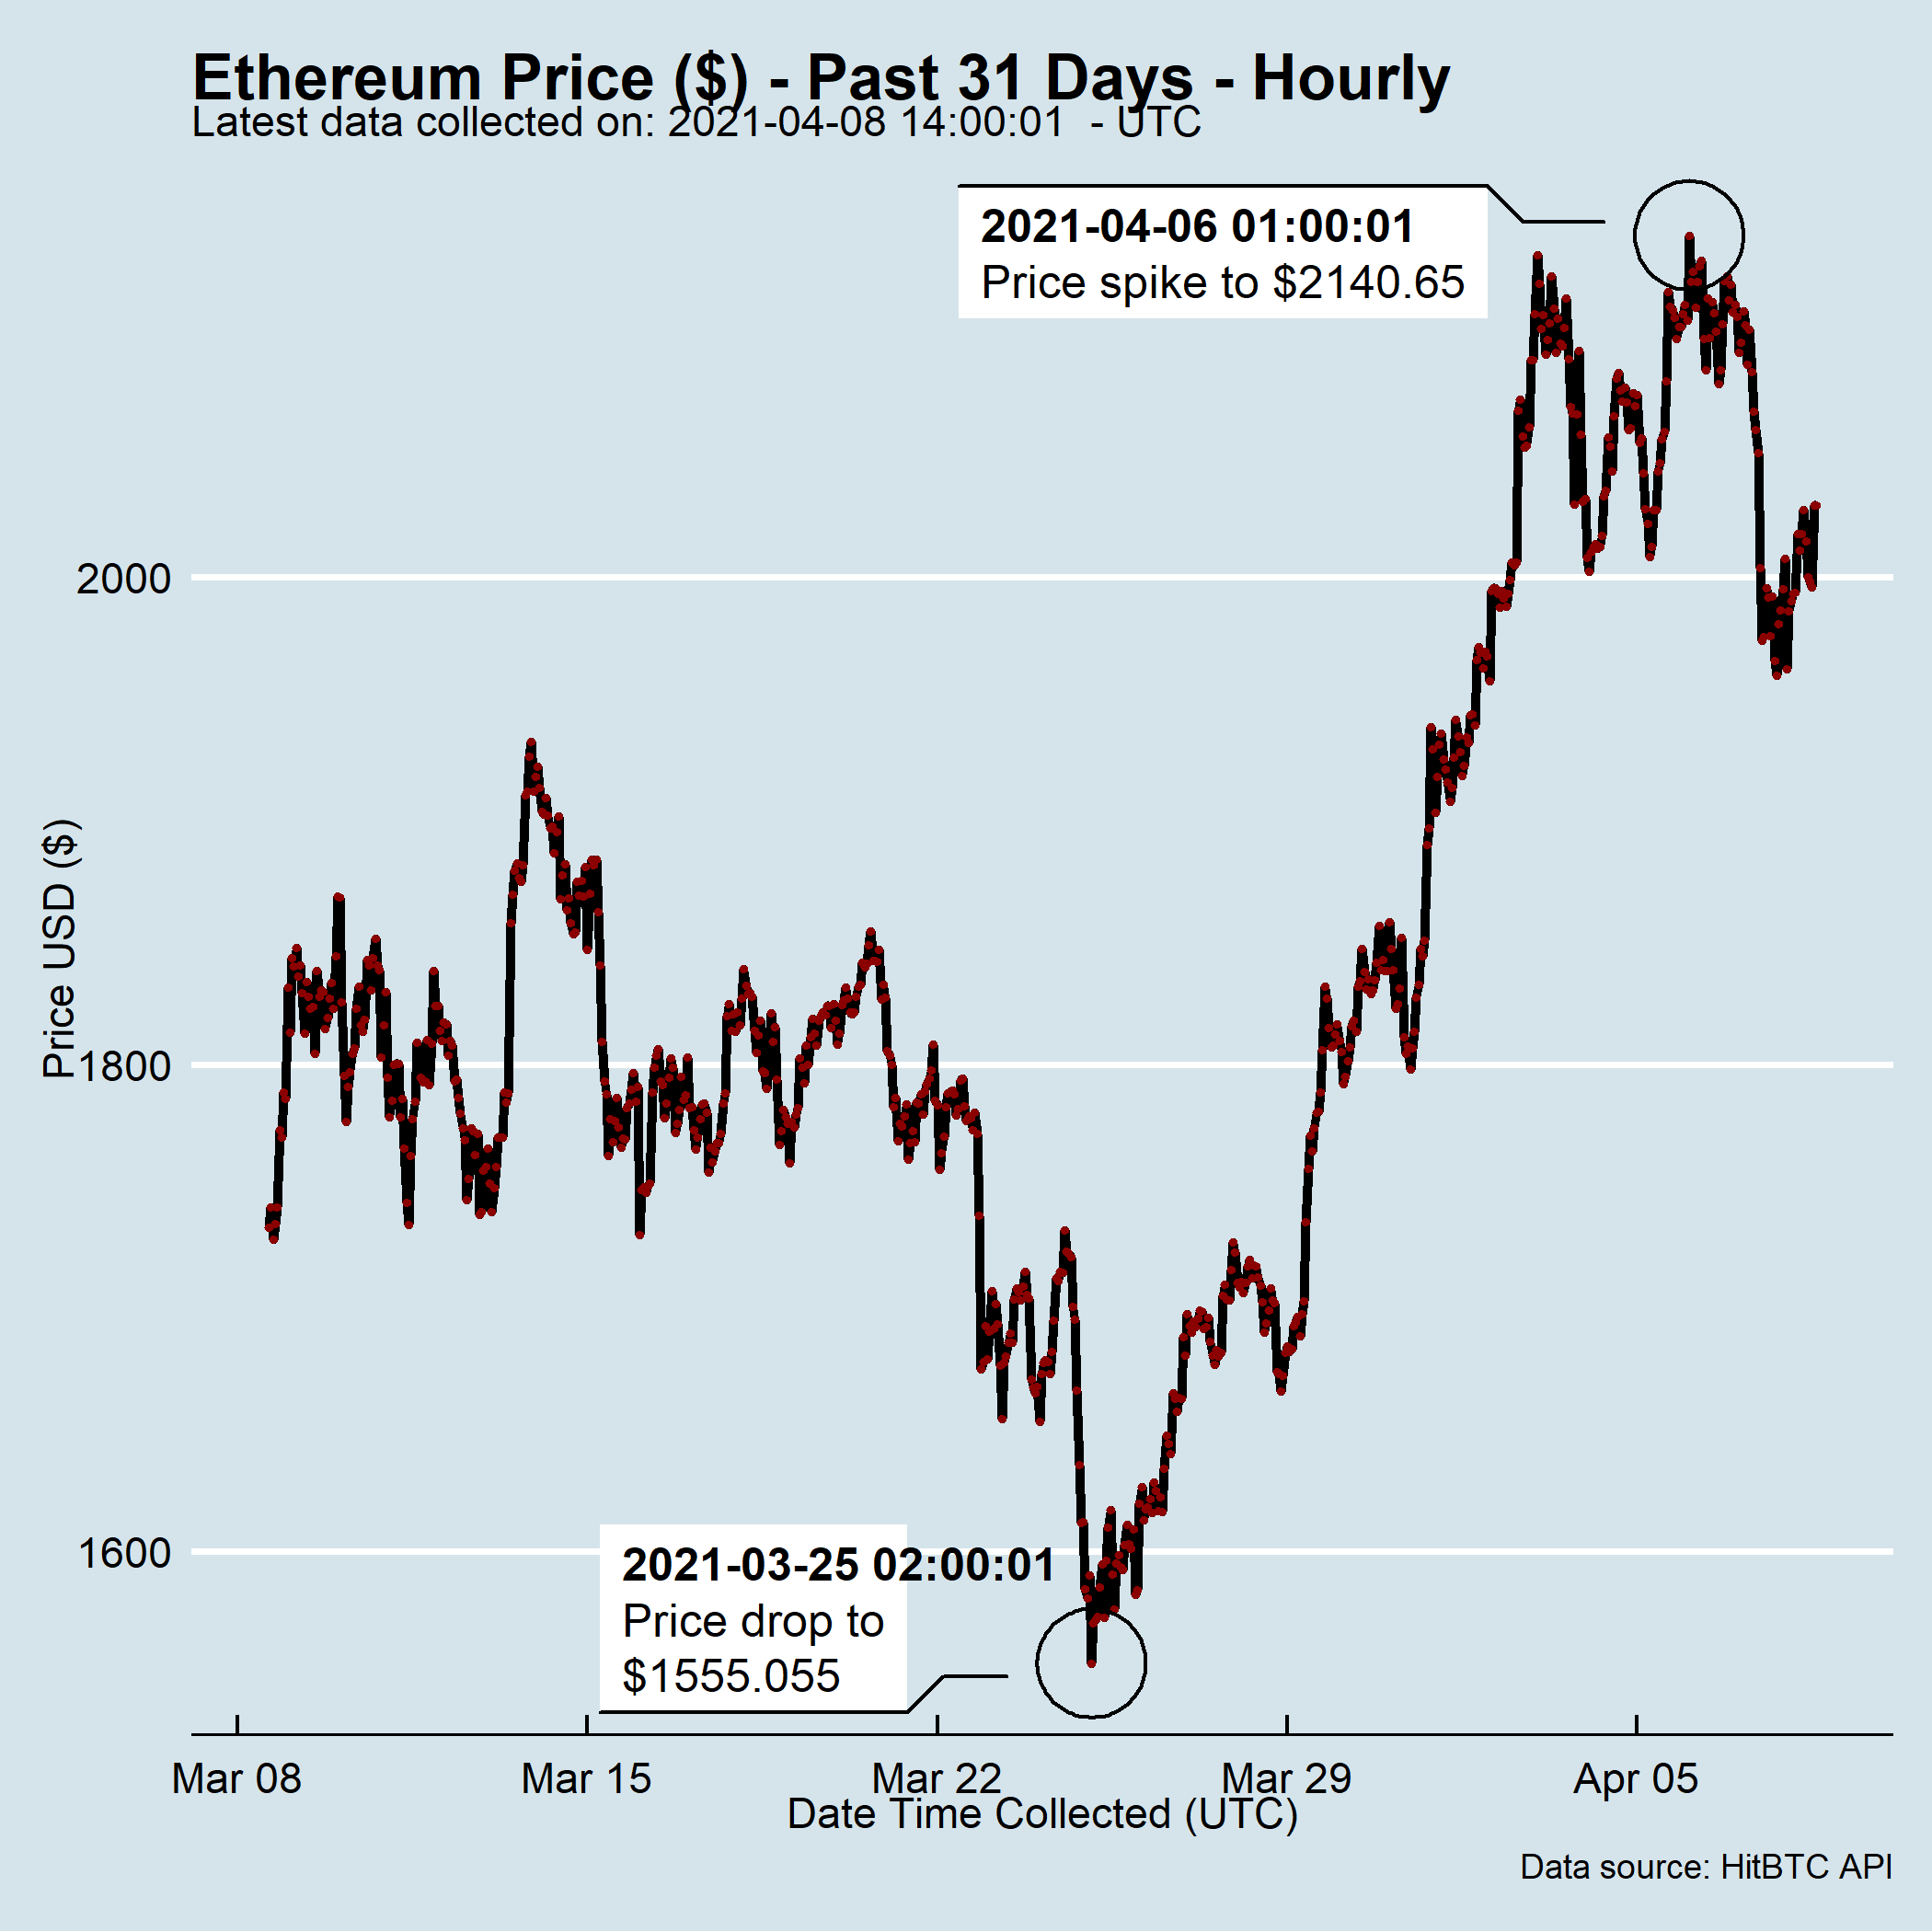 Ethereum Price ($) - Past 31 Days - Hourly
Latest data collected on: 2021-04-08 14:00:01  - UTC
2021-04-06 01:00:01
Price spike to $2140.65
2000
1800
1600
Price USD ($)
2021-03-25 02:00:01
Price drop to
$1555.055
Mar 08
Mar 15
Mar 22
Mar 29
Apr 05
Date Time Collected (UTC)
Data source: HitBTC API